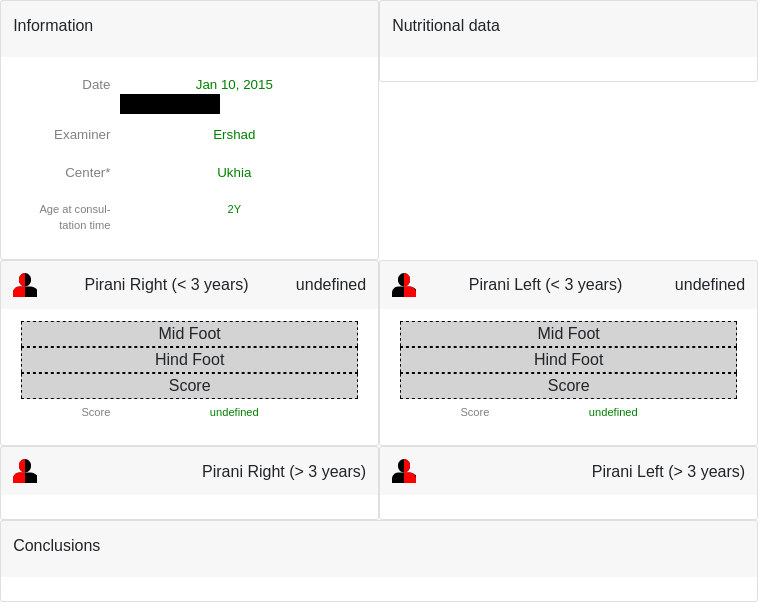 Information
Nutritional data
Date Jan 10, 2015
Examiner Ershad
Center* Ukhia
Age at consul-
tation time 2Y
Pirani Right (< 3 years) undefined
Mid Foot
Hind Foot
Score
Score undefined
Pirani Left (< 3 years) undefined
Mid Foot
Hind Foot
Score
Score undefined
Pirani Right (> 3 years)
Pirani Left (> 3 years)
Conclusions